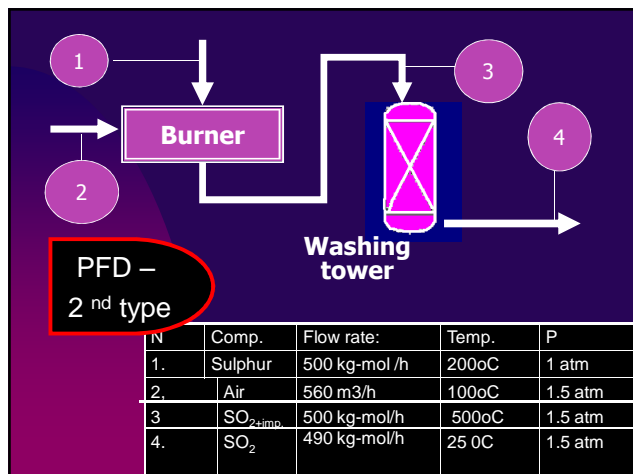 1
3
Burner
4
2
Washing
tower
PFD –
2 nd type
N Comp. Flow rate: Temp. P
1. Sulphur 500 kg-mol /h 200oC 1 atm
2, Air 560 m3/h 100oC 1.5 atm
3 SO2+imp. 500 kg-mol/h 500oC 1.5 atm
4. SO2 490 kg-mol/h 25 0C 1.5 atm